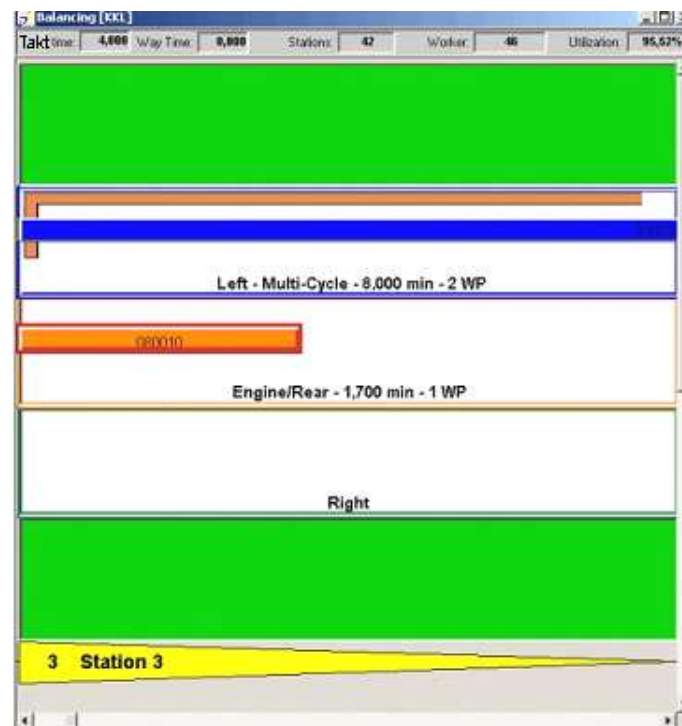 Balancing [KKL]
Takt time: 4,000 Way Time: 0,000 Stations: 42 Worker: 46 Utilization: 95,52%
Left - Multi-Cycle - 8,000 min - 2 WP
080010
Engine/Rear - 1,700 min - 1 WP
Right
3 Station 3